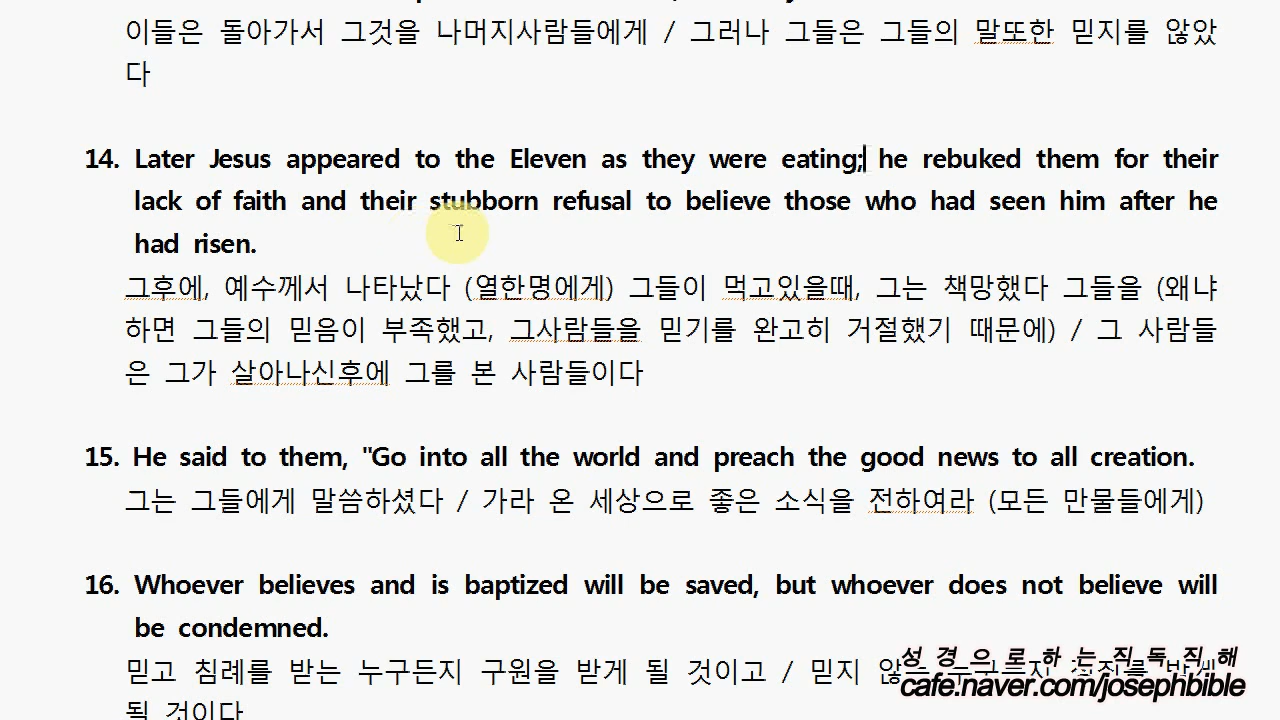 이들은 돌아가서 그것을 나머지사람들에게 / 그러나 그들은 그들의 말또한 믿지를 않았
다
14. Later Jesus appeared to the Eleven as they were eating; he rebuked them for their
lack of faith and their stubborn refusal to believe those who had seen him after he
had risen.
그후에, 예수께서 나타났다 (열한명에게) 그들이 먹고있을때, 그는 책망했다 그들을 (왜냐
하면 그들의 믿음이 부족했고, 그사람들을 믿기를 완고히 거절했기 때문에) / 그 사람들
은 그가 살아나신후에 그를 본 사람들이다
15. He said to them, "Go into all the world and preach the good news to all creation.
그는 그들에게 말씀하셨다 / 가라 온 세상으로 좋은 소식을 전하여라 (모든 만물들에게)
16. Whoever believes and is baptized will be saved, but whoever does not believe will
be condemned.
믿고 침례를 받는 누구든지 구원을 받게 될 것이고 / 믿지
될 것이다
성경으로하는직독직해
cafe.naver.com/josephbible